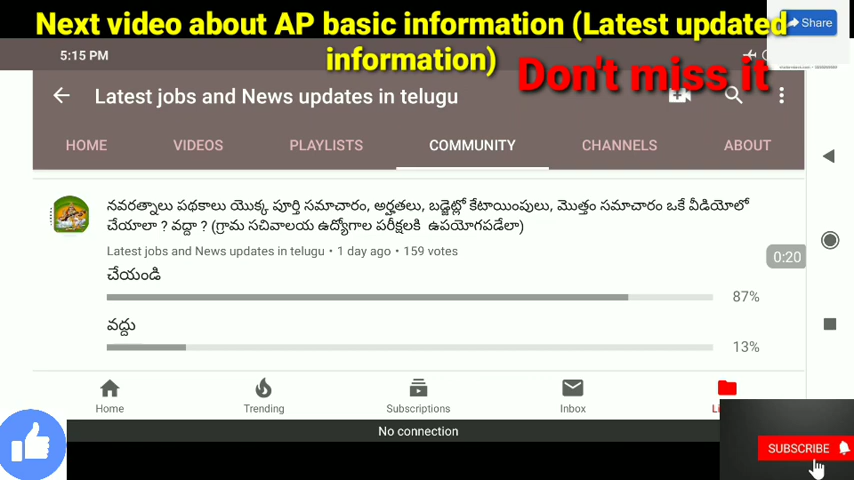 Next video about AP basic information (Latest updated
information)
Don't miss it
Share
5:15 PM
Latest jobs and News updates in telugu
HOME VIDEOS PLAYLISTS COMMUNITY CHANNELS ABOUT
నవరత్నాలు పథకాలు యొక్క పూర్తి సమాచారం, అర్హతలు, బడ్జెట్లో కేటాయింపులు, మొత్తం సమాచారం ఒకే వీడియోలో
చేయాలా ? వద్దా ? (గ్రామ సచివాలయ ఉద్యోగాల పరీక్షలకి ఉపయోగపడేలా)
Latest jobs and News updates in telugu • 1 day ago • 159 votes
0:20
చేయండి
87%
వద్దు
13%
Home Trending Subscriptions Inbox
No connection
SUBSCRIBE